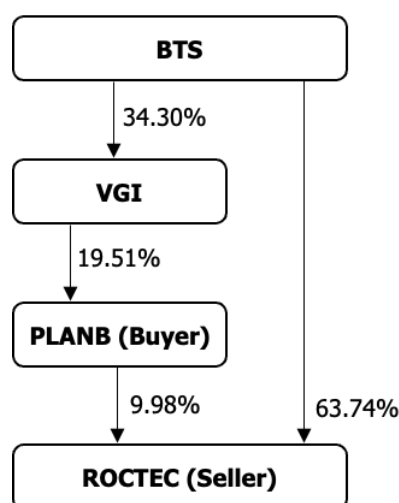 BTS
34.30%
VGI
19.51%
PLANB (Buyer)
9.98%
63.74%
ROCTEC (Seller)